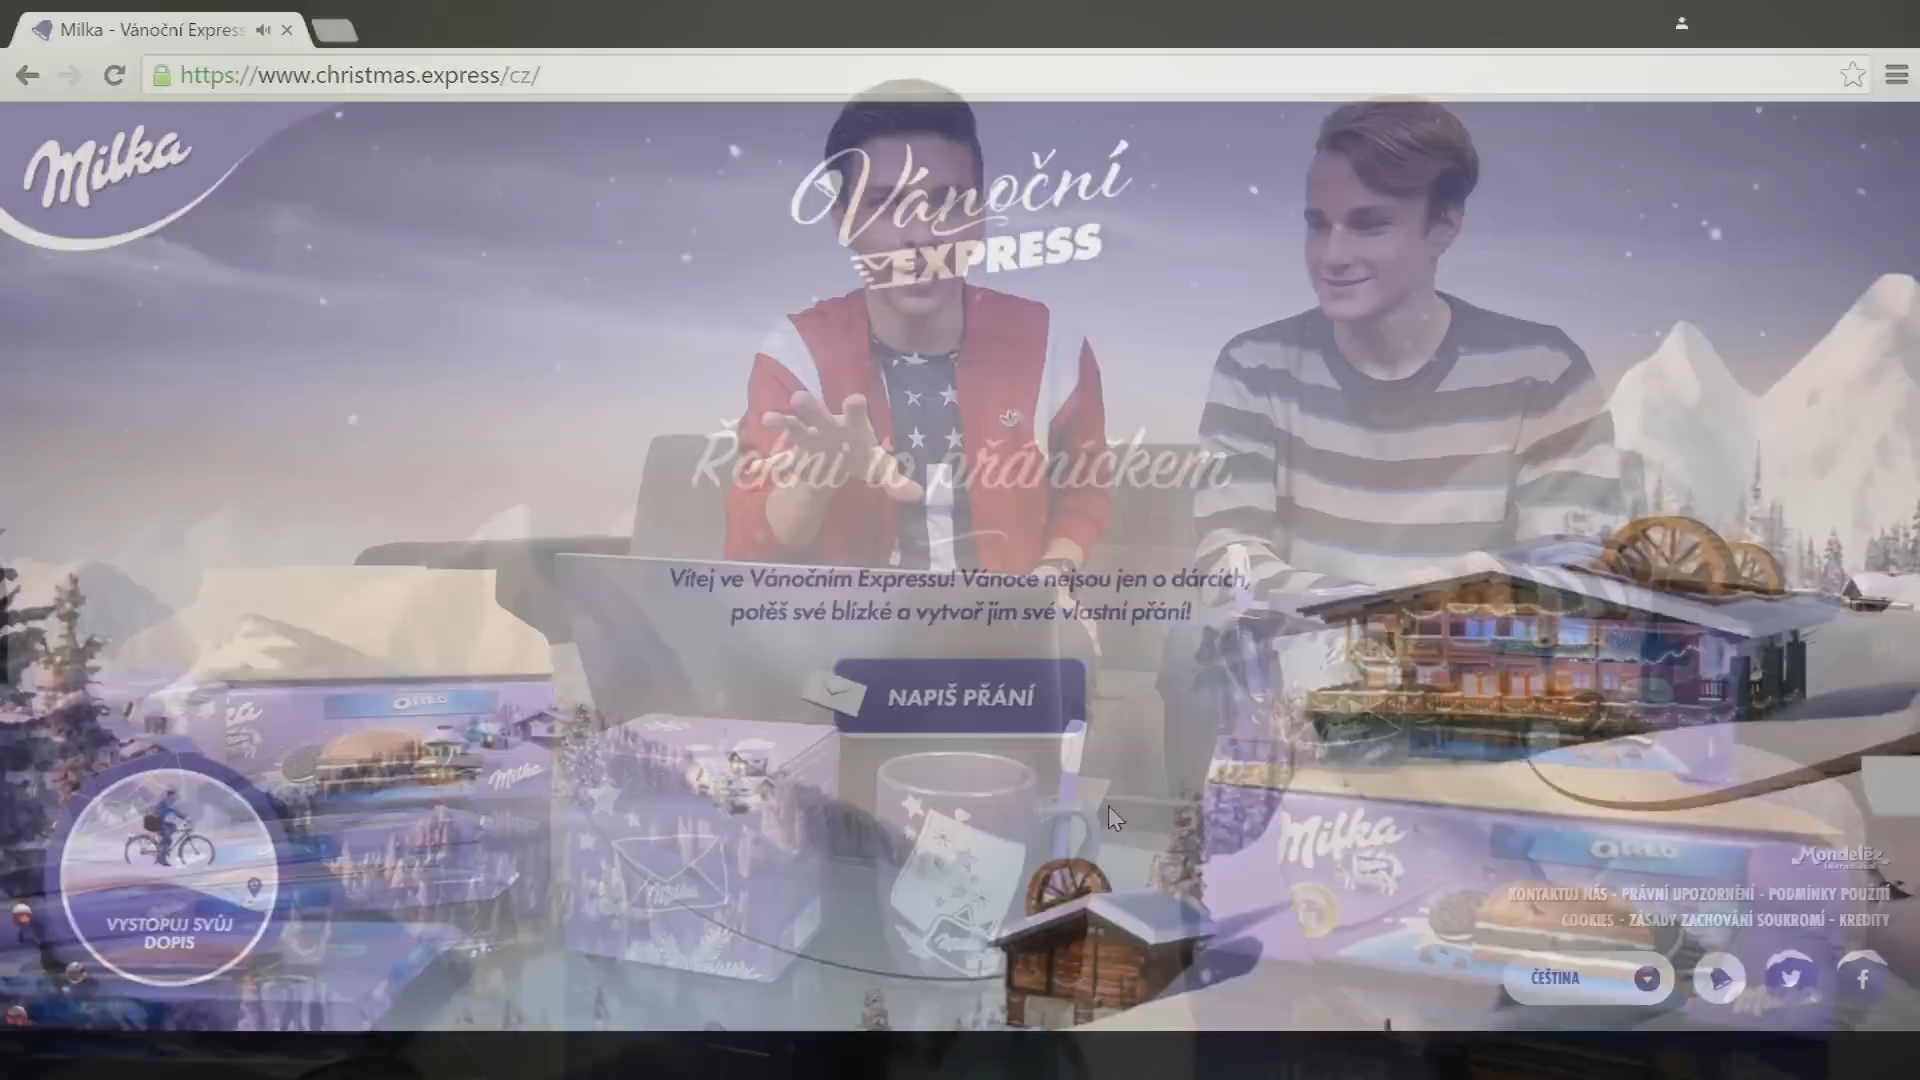 Milka - Vánoční Express
https://www.christmas.express/cz/
Milka
Vánoční
EXPRESS
Řekni to přáníčkem
Vítej ve Vánočním Expressu! Vánoce nejsou jen o dárcích,
potěš své blízké a vytvoř jim své vlastní přání!
NAPIŠ PŘÁNÍ
OREO
Milka
Milka
Milka
OREO
VYSTOPUJ SVŮJ
DOPIS
Mondelēz
International
KONTAKTUJ NÁS - PRÁVNÍ UPOZORNĚNÍ - PODMÍNKY POUŽITÍ
COOKIES - ZÁSADY ZACHOVÁNÍ SOUKROMÍ - KREDITY
ČEŠTINA
Milka